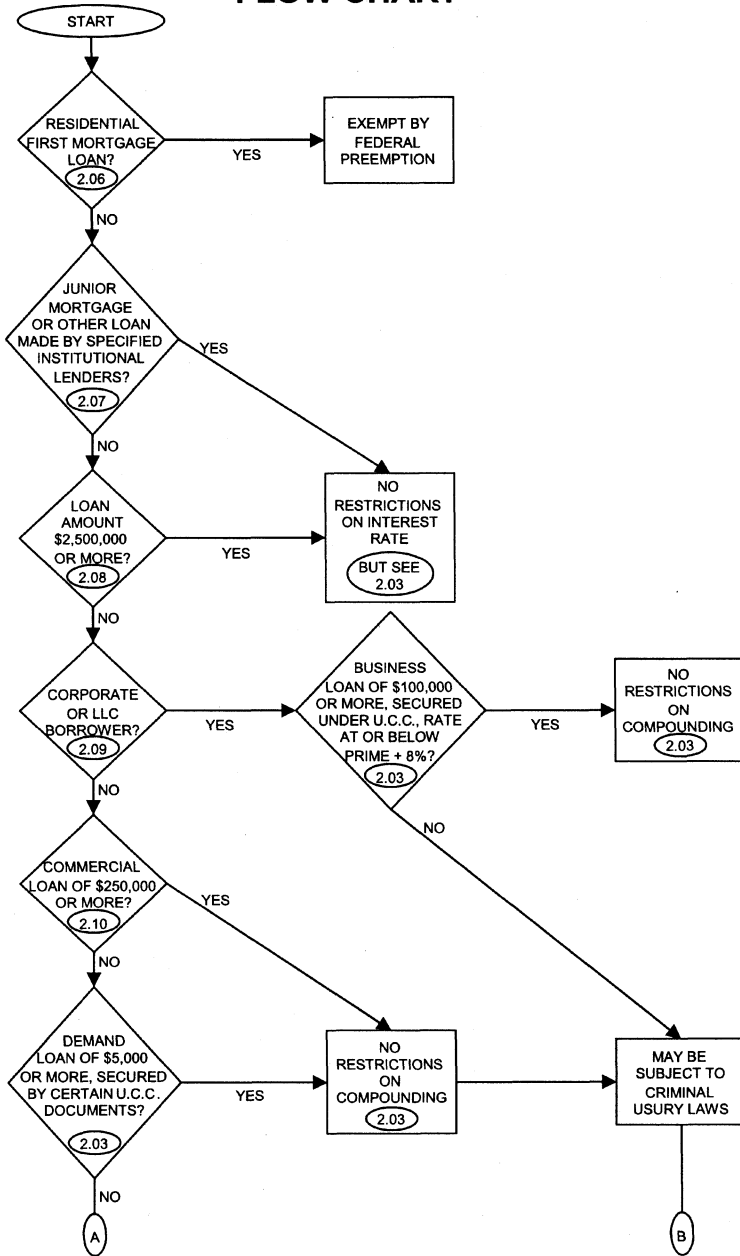 FLOW CHART
START
RESIDENTIAL
FIRST MORTGAGE
LOAN?
2.06
YES
EXEMPT BY
FEDERAL
PREEMPTION
NO
JUNIOR
MORTGAGE
OR OTHER LOAN
MADE BY SPECIFIED
INSTITUTIONAL
LENDERS?
2.07
YES
NO
LOAN
AMOUNT
$2,500,000
OR MORE?
2.08
YES
NO
RESTRICTIONS
ON INTEREST
RATE
BUT SEE
2.03
NO
CORPORATE
OR LLC
BORROWER?
2.09
YES
BUSINESS
LOAN OF $100,000
OR MORE, SECURED
UNDER U.C.C., RATE
AT OR BELOW
PRIME + 8%?
2.03
YES
NO
RESTRICTIONS
ON
COMPOUNDING
2.03
NO
NO
COMMERCIAL
LOAN OF $250,000
OR MORE?
2.10
YES
NO
DEMAND
LOAN OF $5,000
OR MORE, SECURED
BY CERTAIN U.C.C.
DOCUMENTS?
2.03
YES
NO
RESTRICTIONS
ON
COMPOUNDING
2.03
MAY BE
SUBJECT TO
CRIMINAL
USURY LAWS
NO
A
B